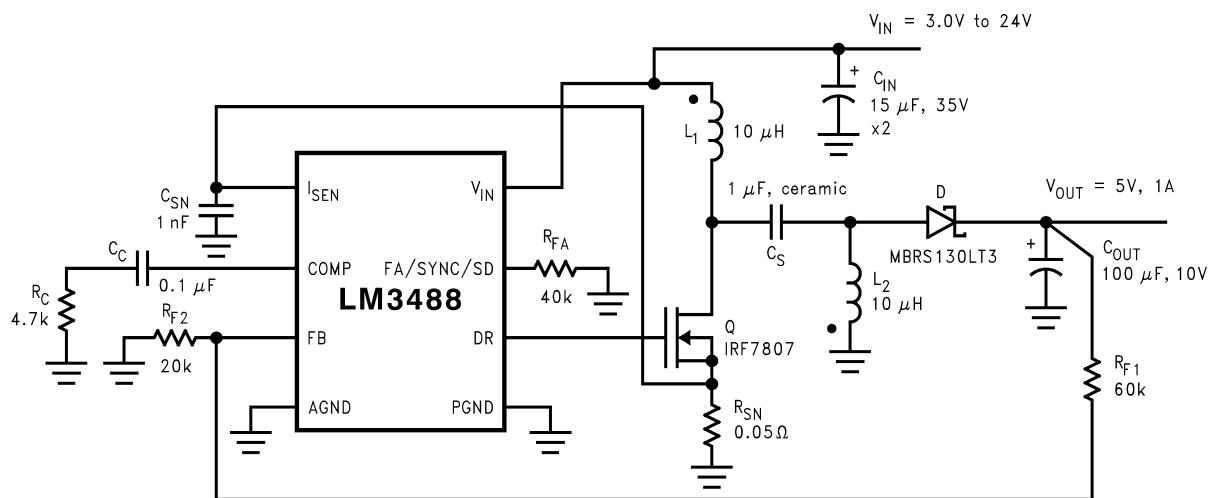 V_IN = 3.0V to 24V
+
C_IN
15 μF, 35V
x2
L_1
10 μH
C_SN
1 nF
I_SEN
V_IN
1 μF, ceramic
C_S
D
MBRS130LT3
V_OUT = 5V, 1A
+
C_OUT
100 μF, 10V
C_C
0.1 μF
COMP
FA/SYNC/SD
R_FA
40k
L_2
10 μH
R_C
4.7k
LM3488
R_F2
20k
FB
DR
Q
IRF7807
R_F1
60k
AGND
PGND
R_SN
0.05Ω